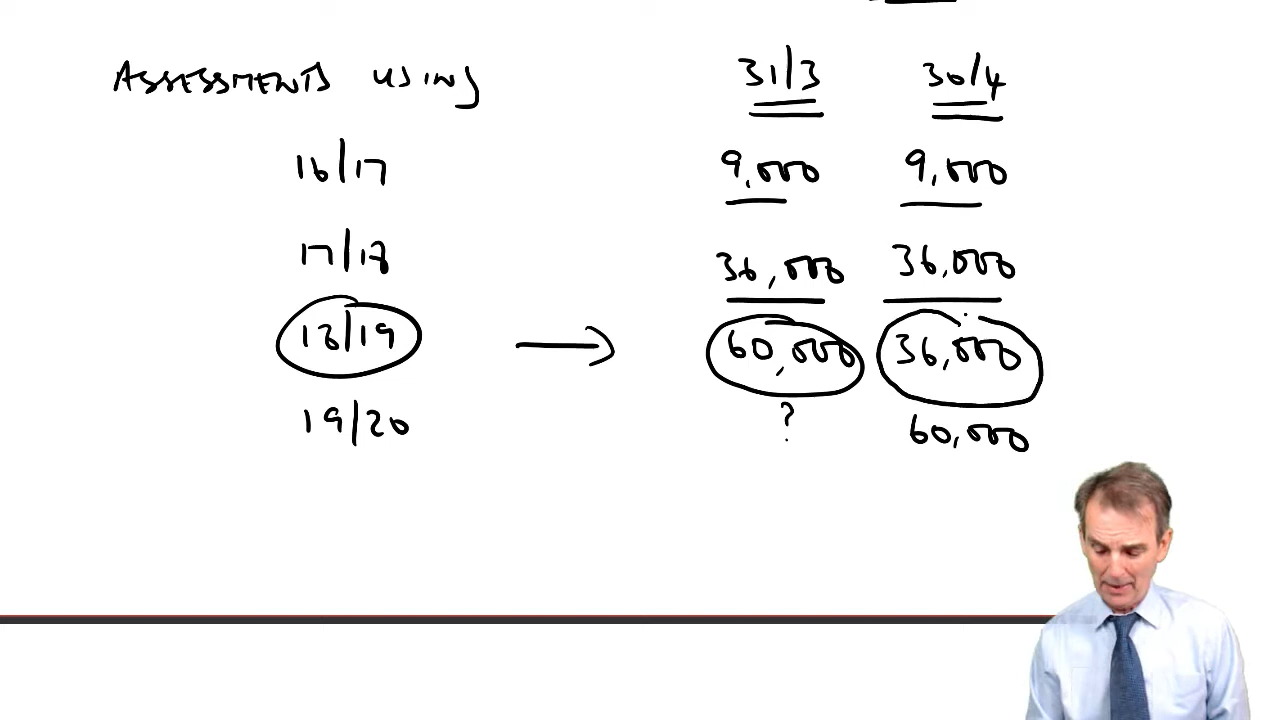 ASSESSMENTS USING 31/3 30/4
16/17 9,000 9,000
17/18 36,000 36,000
18/19 → 60,000 36,000
19/20 ? 60,000